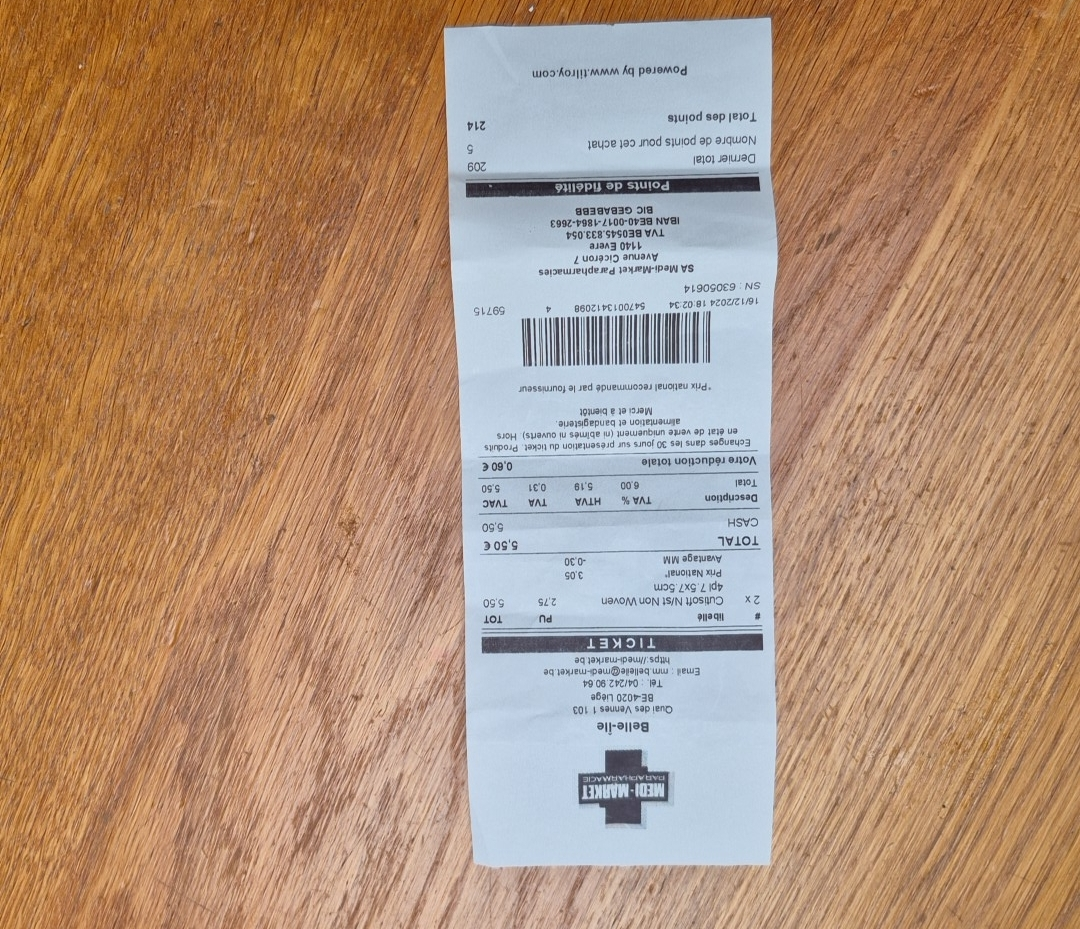 MEDI-MARKET
PARAPHARMACIE
Belle-Île
Quai des Vennes 1 103
BE-4020 Liège
Tél. : 04/242 90 64
Email : mm.belleile@medi-market.be
https://medi-market.be
TICKET
# libellé PU TOT
2 x Cutisoft N/st Non Woven 2,75 5,50
4pl 7.5x7.5cm
Prix National* 3,05
Avantage MM -0,30
TOTAL 5,50 €
CASH 5,50
Description TVA % HTVA TVA TVAC
Total 6,00 5,19 0,31 5,50
Votre réduction totale 0,60 €
Echanges dans les 30 jours sur présentation du ticket. Produits
en état de vente uniquement (ni abîmés ni ouverts). Hors
alimentation et bandagisterie.
Merci et à bientôt
*Prix national recommandé par le fournisseur
16/12/2024 18:02:34 5470013412098 4 59715
SN : 63050614
SA Medi-Market Parapharmacies
Avenue Cicéron 7
1140 Evere
TVA BE0545.833.054
IBAN BE40-0017-1864-2663
BIC GEBABEBB
Points de fidélité
Dernier total 209
Nombre de points pour cet achat 5
Total des points 214
Powered by www.tilroy.com